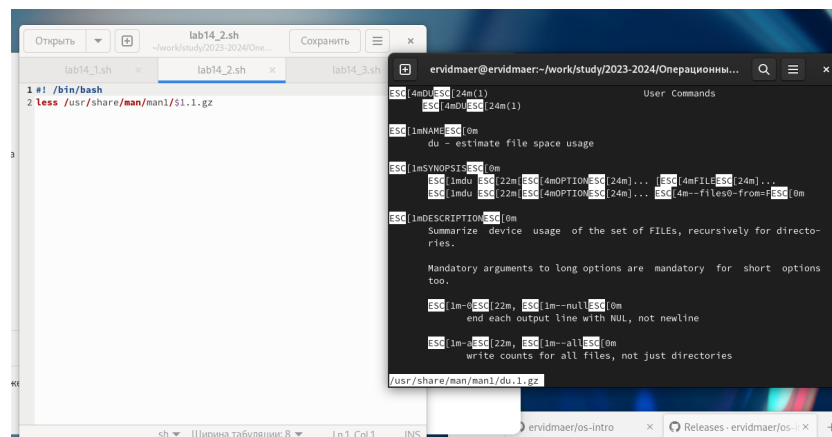 Открыть
lab14_2.sh
~/work/study/2023-2024/One...
Сохранить
lab14_1.sh ×
lab14_2.sh ×
lab14_3.sh
1 #! /bin/bash
2 less /usr/share/man/man1/$1.1.gz
sh Ширина табуляции: 8 Ln 1, Col 1 INS
ervidmaer@ervidmaer:~/work/study/2023-2024/Операционны...
ESC[4mDUESC[24m(1) User Commands
ESC[4mDUESC[24m(1)
ESC[1mNAMEESC[0m
du – estimate file space usage
ESC[1mSYNOPSISESC[0m
ESC[1mdu ESC[22m[ESC[4mOPTIONESC[24m]... [ESC[4mFILEESC[24m]...
ESC[1mdu ESC[22m[ESC[4mOPTIONESC[24m]... ESC[4m--files0-from=FESC[0m
ESC[1mDESCRIPTIONESC[0m
Summarize device usage of the set of FILEs, recursively for directo-
ries.
Mandatory arguments to long options are mandatory for short options
too.
ESC[1m-0ESC[22m, ESC[1m--nullESC[0m
end each output line with NUL, not newline
ESC[1m-aESC[22m, ESC[1m--allESC[0m
write counts for all files, not just directories
/usr/share/man/man1/du.1.gz
ervidmaer/os-intro ×
Releases · ervidmaer/os-i ×